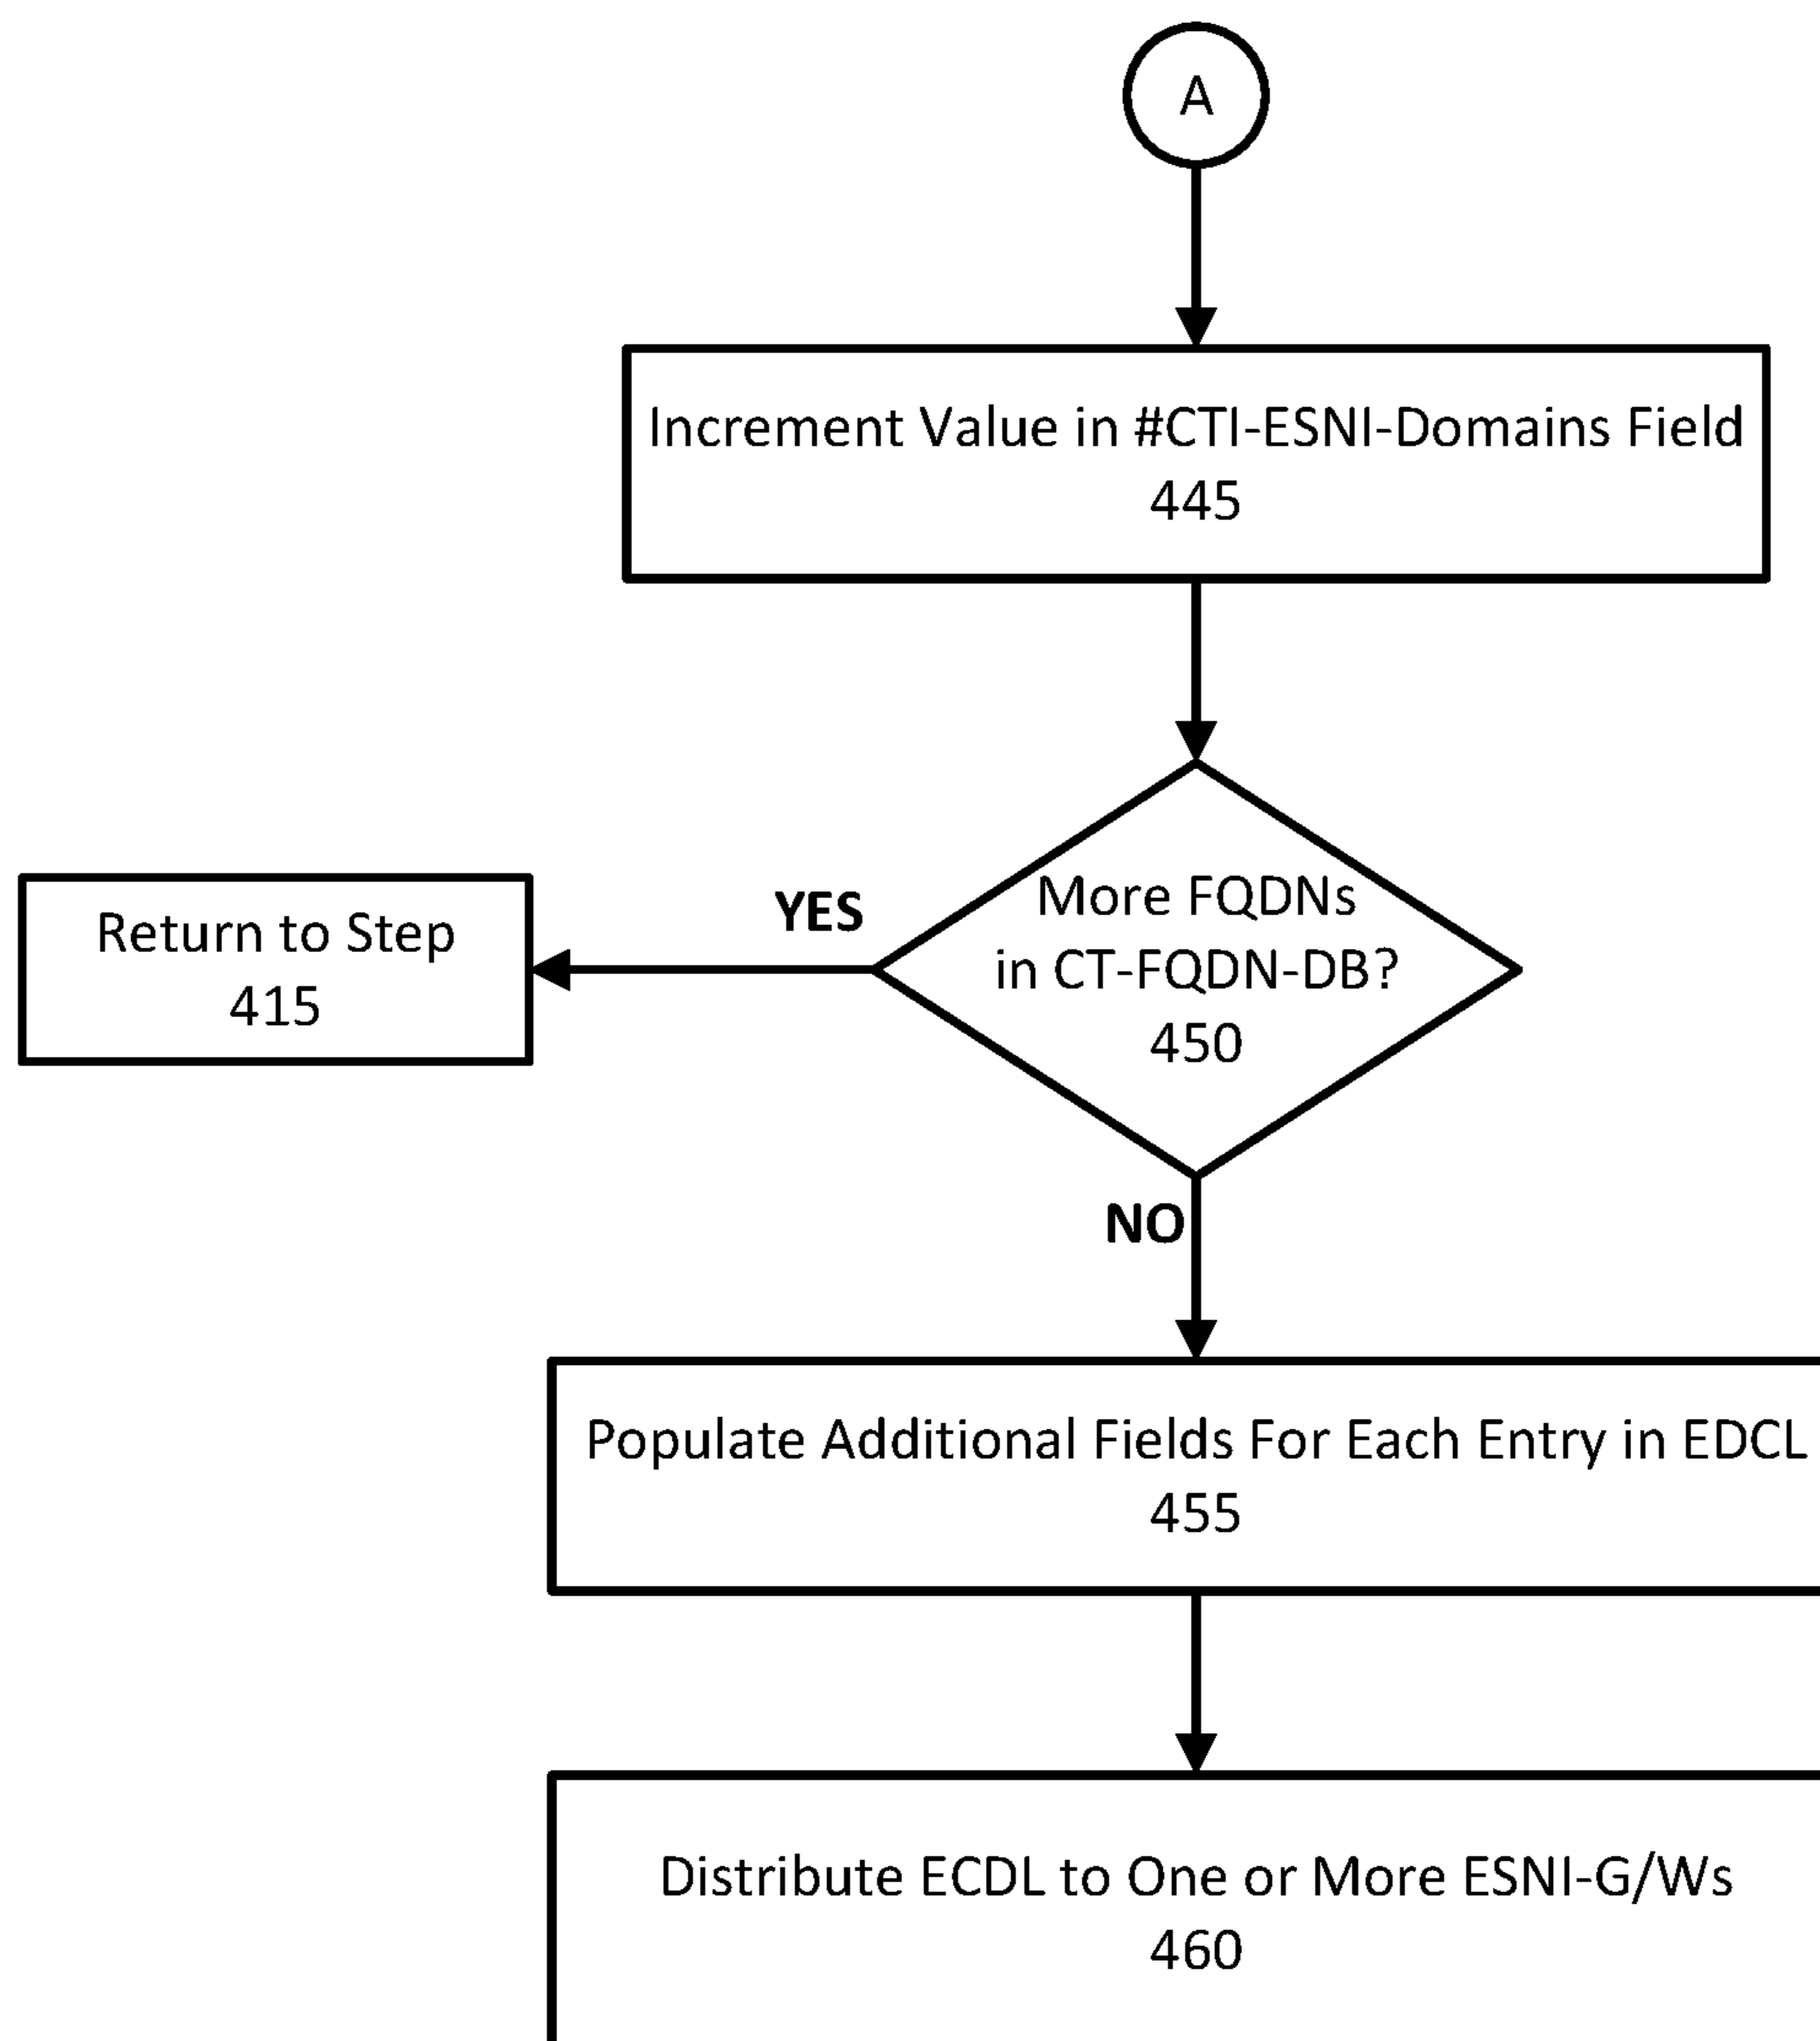 A
Increment Value in #CTI-ESNI-Domains Field
445
More FQDNs
in CT-FQDN-DB?
450
YES
Return to Step
415
NO
Populate Additional Fields For Each Entry in EDCL
455
Distribute ECDL to One or More ESNI-G/Ws
460